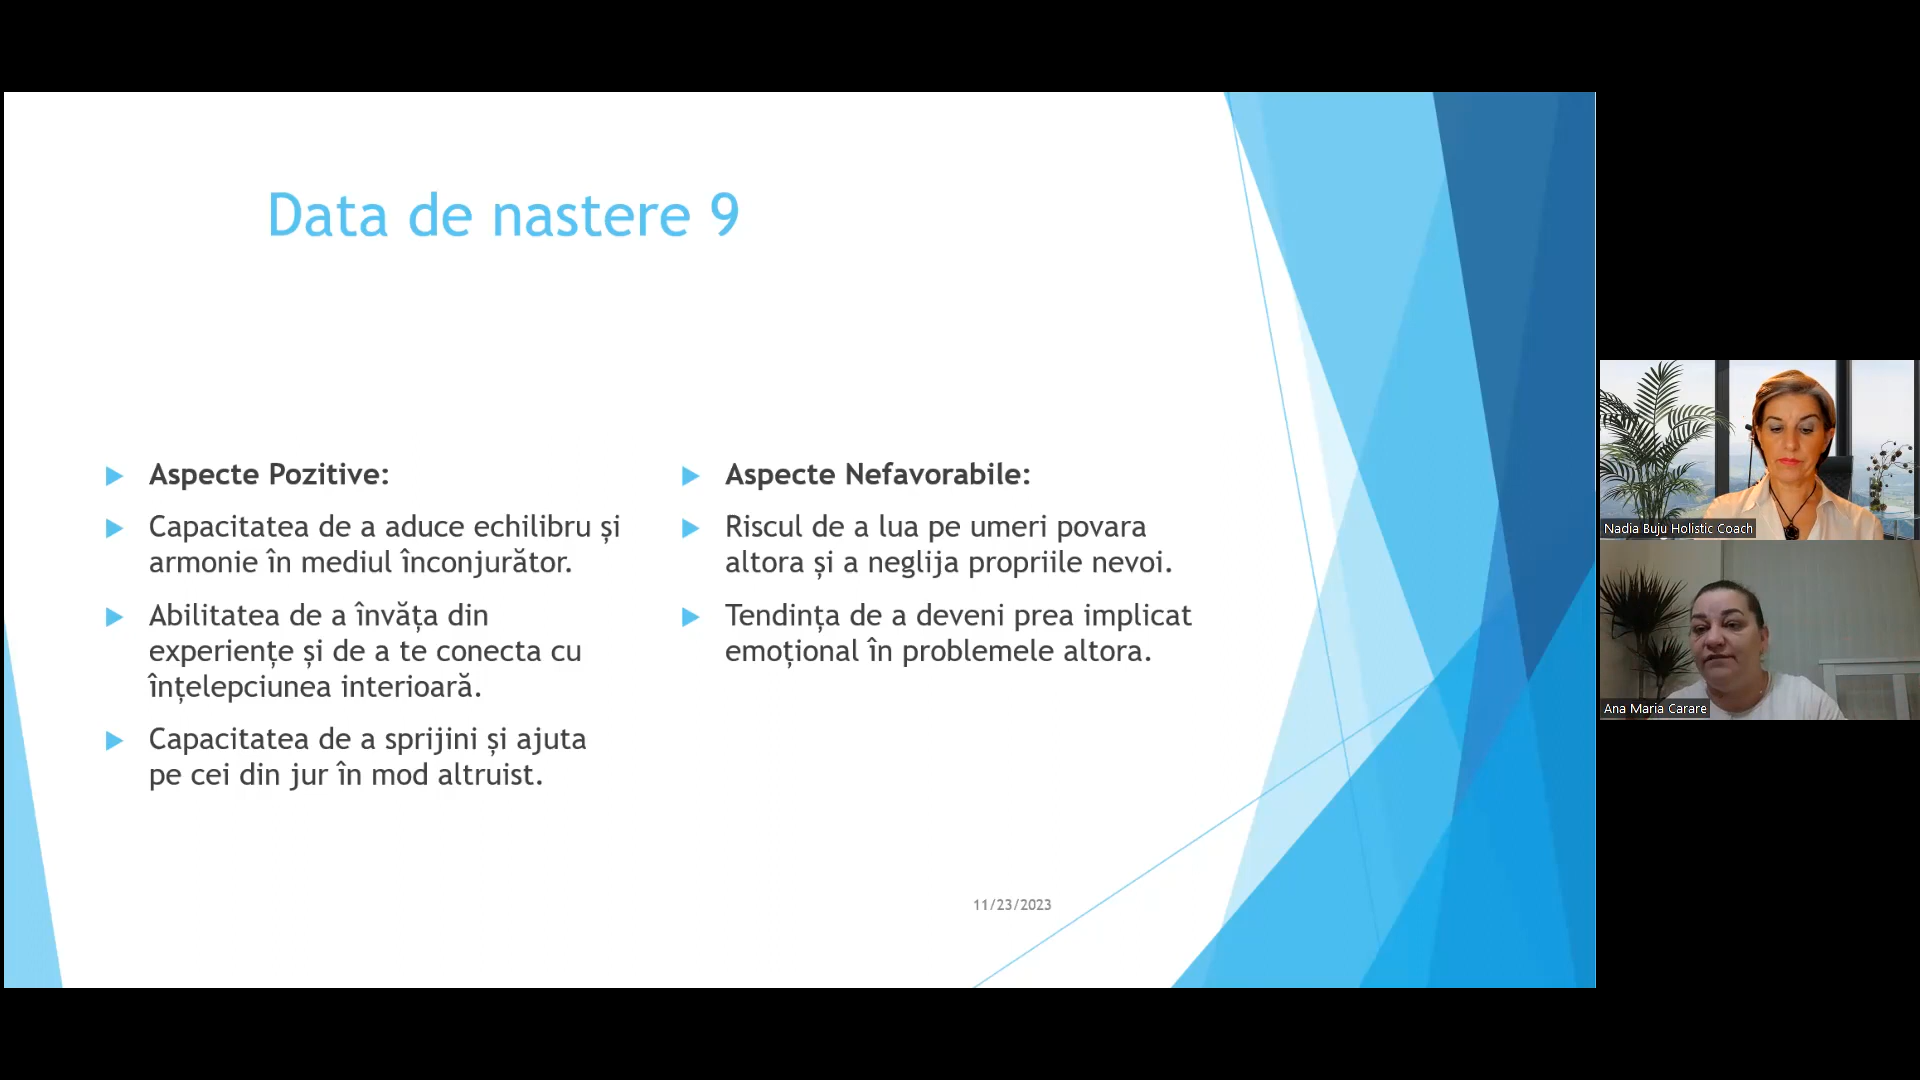 Data de nastere 9
Aspecte Pozitive:
Capacitatea de a aduce echilibru și
armonie în mediul înconjurător.
Abilitatea de a învăța din
experiențe și de a te conecta cu
înțelepciunea interioară.
Capacitatea de a sprijini și ajuta
pe cei din jur în mod altruist.
Aspecte Nefavorabile:
Riscul de a lua pe umeri povara
altora și a neglija propriile nevoi.
Tendința de a deveni prea implicat
emoțional în problemele altora.
11/23/2023
Nadia Buju Holistic Coach
Ana Maria Carare